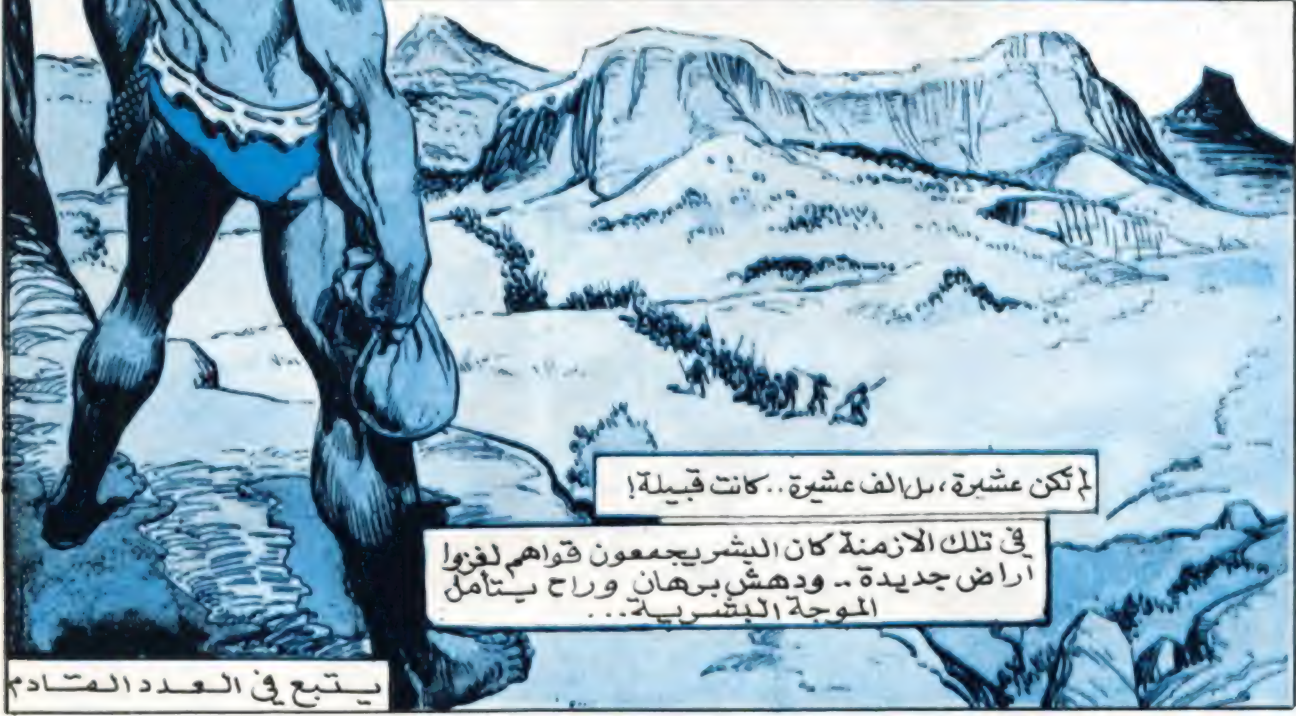 لم تكن عشيرة، بل الف عشيرة.. كانت قبيلة!
في تلك الازمنة كان البشر يجمعون قواهم لغزوا
اراض جديدة .. ودهش برهان وراح يتأمل
الموجة البشرية...
يتبع في العدد القادم